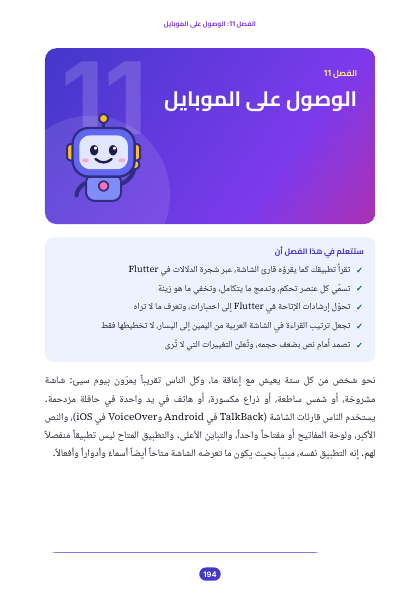 الفصل 11: الوصول على الموبايل
11
الفصل 11
الوصول على الموبايل
ستتعلم في هذا الفصل أن
✓ تقرأ تطبيقك كما يقرؤه قارئ الشاشة، عبر شجرة الدلالات في Flutter
✓ تسمّي كل عنصر تحكم، وتدمج ما يتكامل، وتخفي ما هو زينة
✓ تحوّل إرشادات الإتاحة في Flutter إلى اختبارات، وتعرف ما لا تراه
✓ تجعل ترتيب القراءة في الشاشة العربية من اليمين إلى اليسار، لا تخطيطها فقط
✓ تصمد أمام نص بضعف حجمه، وتُعلن التغييرات التي لا تُرى
نحو شخص من كل ستة يعيش مع إعاقة ما، وكل الناس تقريباً يمرّون بيوم سيئ: شاشة
مشروخة، أو شمس ساطعة، أو ذراع مكسورة، أو هاتف في يد واحدة في حافلة مزدحمة.
يستخدم الناس قارئات الشاشة (TalkBack في Android وVoiceOver في iOS)، والنص
الأكبر، ولوحة المفاتيح أو مفتاحاً واحداً، والتباين الأعلى. والتطبيق المتاح ليس تطبيقاً منفصلاً
لهم. إنه التطبيق نفسه، مبنياً بحيث يكون ما تعرضه الشاشة متاحاً أيضاً أسماءً وأدواراً وأفعالاً.
194